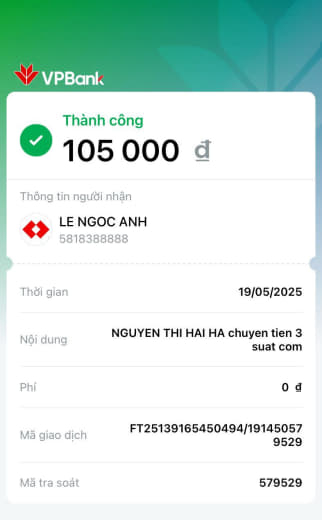 VPBank
Thành công
105 000 đ
Thông tin người nhận
LE NGOC ANH
5818388888
Thời gian 19/05/2025
Nội dung NGUYEN THI HAI HA chuyen tien 3
suat com
Phí 0 đ
Mã giao dịch FT25139165450494/19145057
9529
Mã tra soát 579529